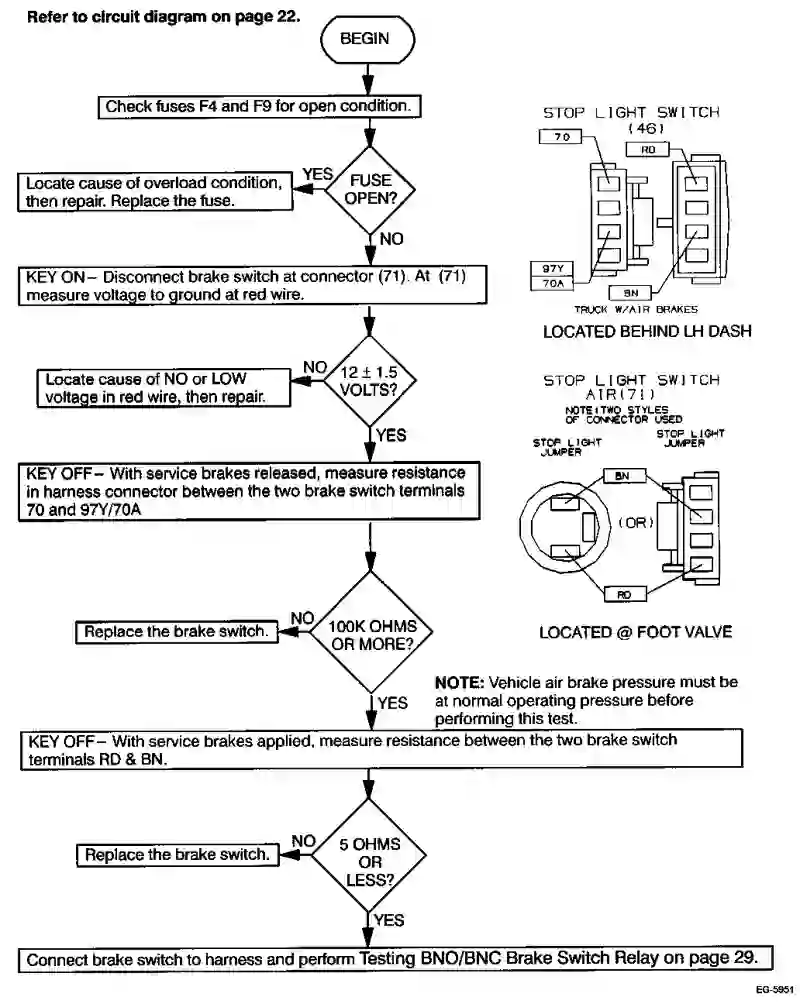 Refer to circuit diagram on page 22.
BEGIN
Check fuses F4 and F9 for open condition.
FUSE
OPEN?
YES
Locate cause of overload condition,
then repair. Replace the fuse.
NO
KEY ON– Disconnect brake switch at connector (71). At (71)
measure voltage to ground at red wire.
12 ± 1.5
VOLTS?
NO
Locate cause of NO or LOW
voltage in red wire, then repair.
YES
KEY OFF– With service brakes released, measure resistance
in harness connector between the two brake switch terminals
70 and 97Y/70A
100K OHMS
OR MORE?
NO
Replace the brake switch.
YES
NOTE: Vehicle air brake pressure must be
at normal operating pressure before
performing this test.
KEY OFF– With service brakes applied, measure resistance between the two brake switch
terminals RD & BN.
5 OHMS
OR
LESS?
NO
Replace the brake switch.
YES
Connect brake switch to harness and perform Testing BNO/BNC Brake Switch Relay on page 29.
STOP LIGHT SWITCH
(46)
70
RD
97Y
70A
BN
TRUCK W/AIR BRAKES
LOCATED BEHIND LH DASH
STOP LIGHT SWITCH
AIR(71)
NOTE:TWO STYLES
OF CONNECTOR USED
STOP LIGHT
JUMPER
STOP LIGHT
JUMPER
BN
(OR)
RD
LOCATED @ FOOT VALVE
EG-5951